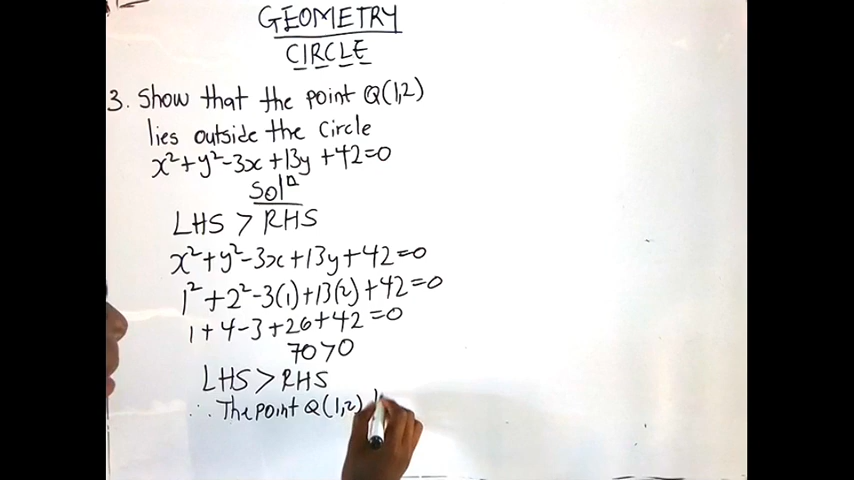 GEOMETRY
CIRCLE
3. Show that the point Q(1,2)
lies outside the circle
x²+y²-3x+13y+42=0
Solⁿ
LHS > RHS
x²+y²-3x+13y+42=0
1²+2²-3(1)+13(2)+42=0
1+4-3+26+42=0
70>0
LHS>RHS
∴ The point Q(1,2)